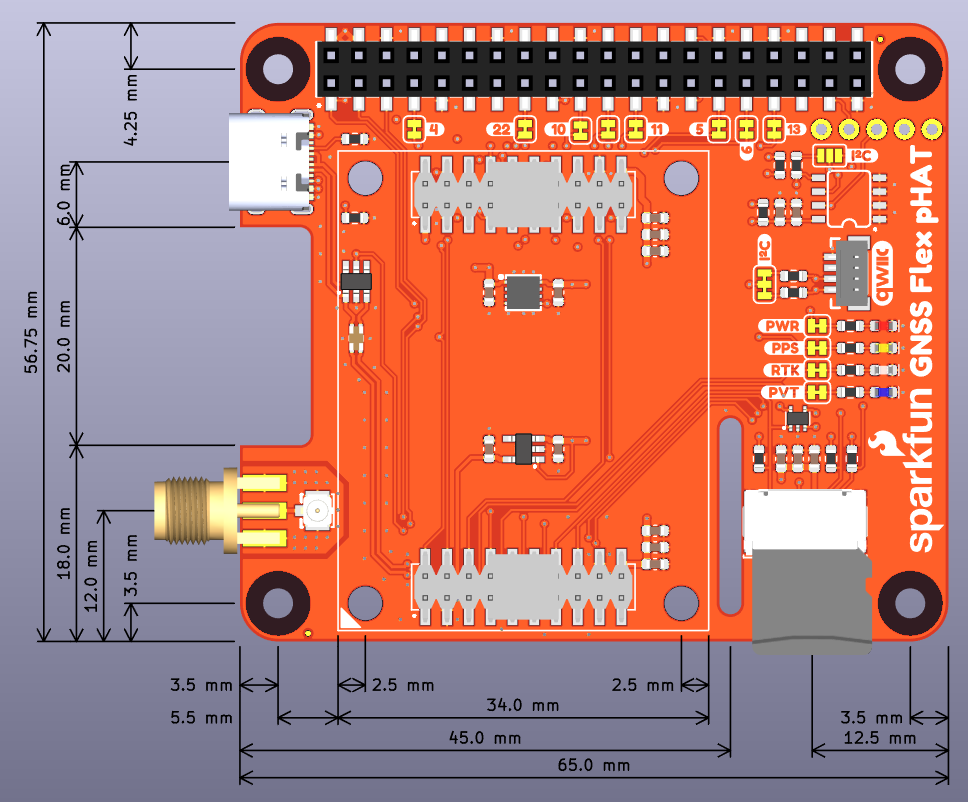 4.25 mm
6.0 mm
56.75 mm
20.0 mm
18.0 mm
12.0 mm
3.5 mm
4
22
10
11
5
6
13
I²C
I²C
QWIIC
PWR
PPS
RTK
PVT
sparkfun GNSS Flex pHAT
3.5 mm
2.5 mm
2.5 mm
5.5 mm
34.0 mm
3.5 mm
45.0 mm
12.5 mm
65.0 mm